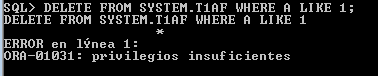 SQL> DELETE FROM SYSTEM.T1AF WHERE A LIKE 1;
DELETE FROM SYSTEM.T1AF WHERE A LIKE 1
*
ERROR en lýnea 1:
ORA-01031: privilegios insuficientes